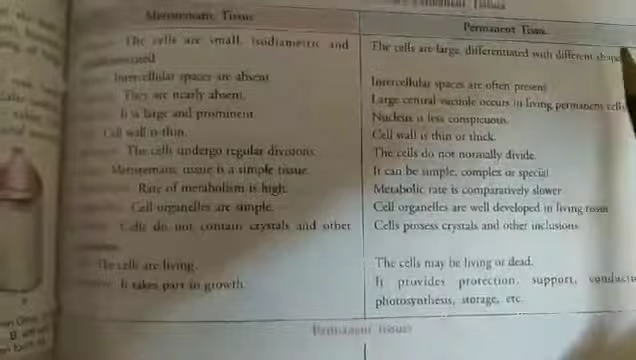 Permanent Tissues
Meristematic Tissue
Permanent Tissue
The cells are small, isodiametric and
The cells are large, differentiated with different shape
Intercellular spaces are absent
Intercellular spaces are often present
They are nearly absent.
Large central vacuole occurs in living permanent cells
It is large and prominent
Nucleus is less conspicuous.
Cell wall is thin.
Cell wall is thin or thick.
The cells undergo regular divisions.
The cells do not normally divide.
Meristematic tissue is a simple tissue.
It can be simple, complex or special
Rate of metabolism is high.
Metabolic rate is comparatively slower
Cell organelles are simple.
Cell organelles are well developed in living tissue
Cells do not contain crystals and other
Cells possess crystals and other inclusions
The cells are living.
The cells may be living or dead.
It takes part in growth
It provides protection, support,
photosynthesis, storage, etc.
Permanent Tissues